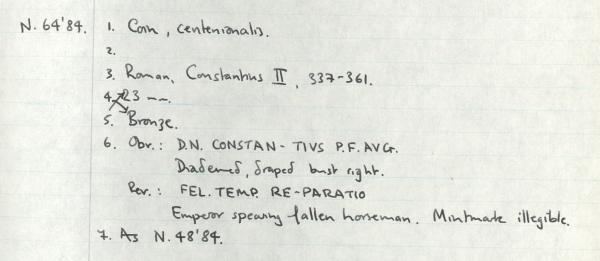 N. 64'84. 1. Coin, centenionalis.
2.
3. Roman, Constantius II, 337-361.
4. 23 mm.
5. Bronze.
6. Obv.: D.N. CONSTAN-TIVS P.F. AVG.
Diademed, draped bust right.
Rev.: FEL. TEMP. RE-PARATIO
Emperor spearing fallen horseman. Mintmark illegible.
7. As N. 48'84.